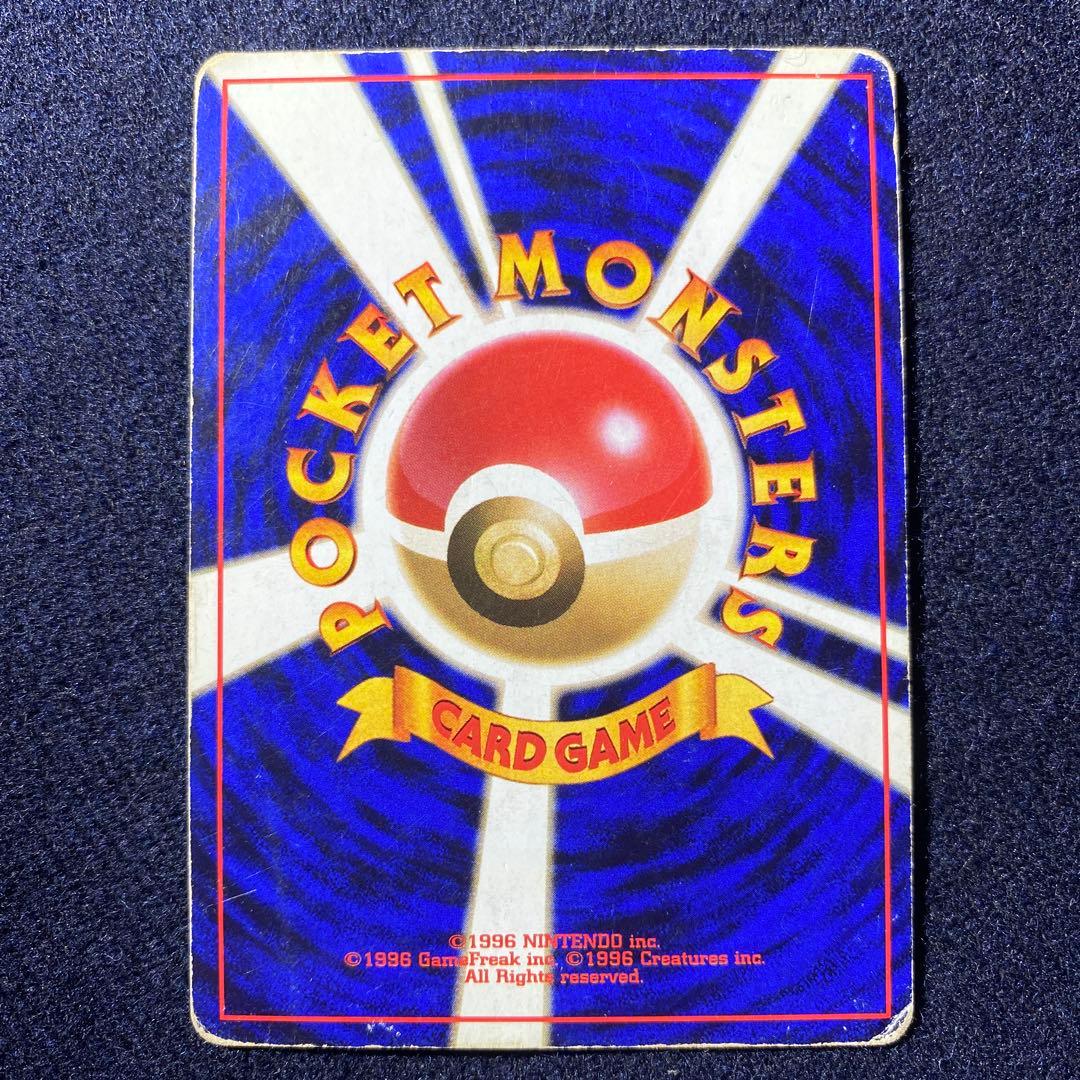 POCKET MONSTERS
CARD GAME
©1996 NINTENDO inc.
©1996 GameFreak inc. ©1996 Creatures inc.
All Rights reserved.